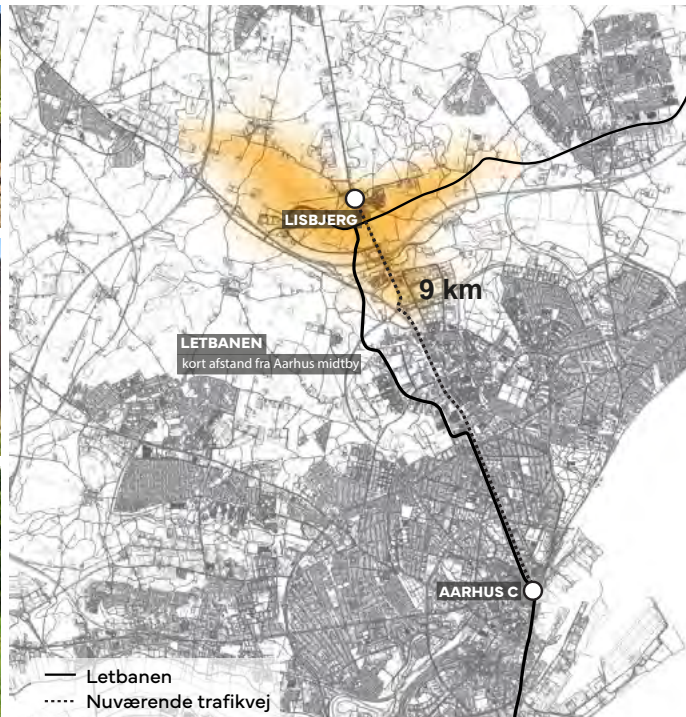 LISBJERG
9 km
LETBANEN
kort afstand fra Aarhus midtby
AARHUS C
Letbanen
Nuværende trafikvej